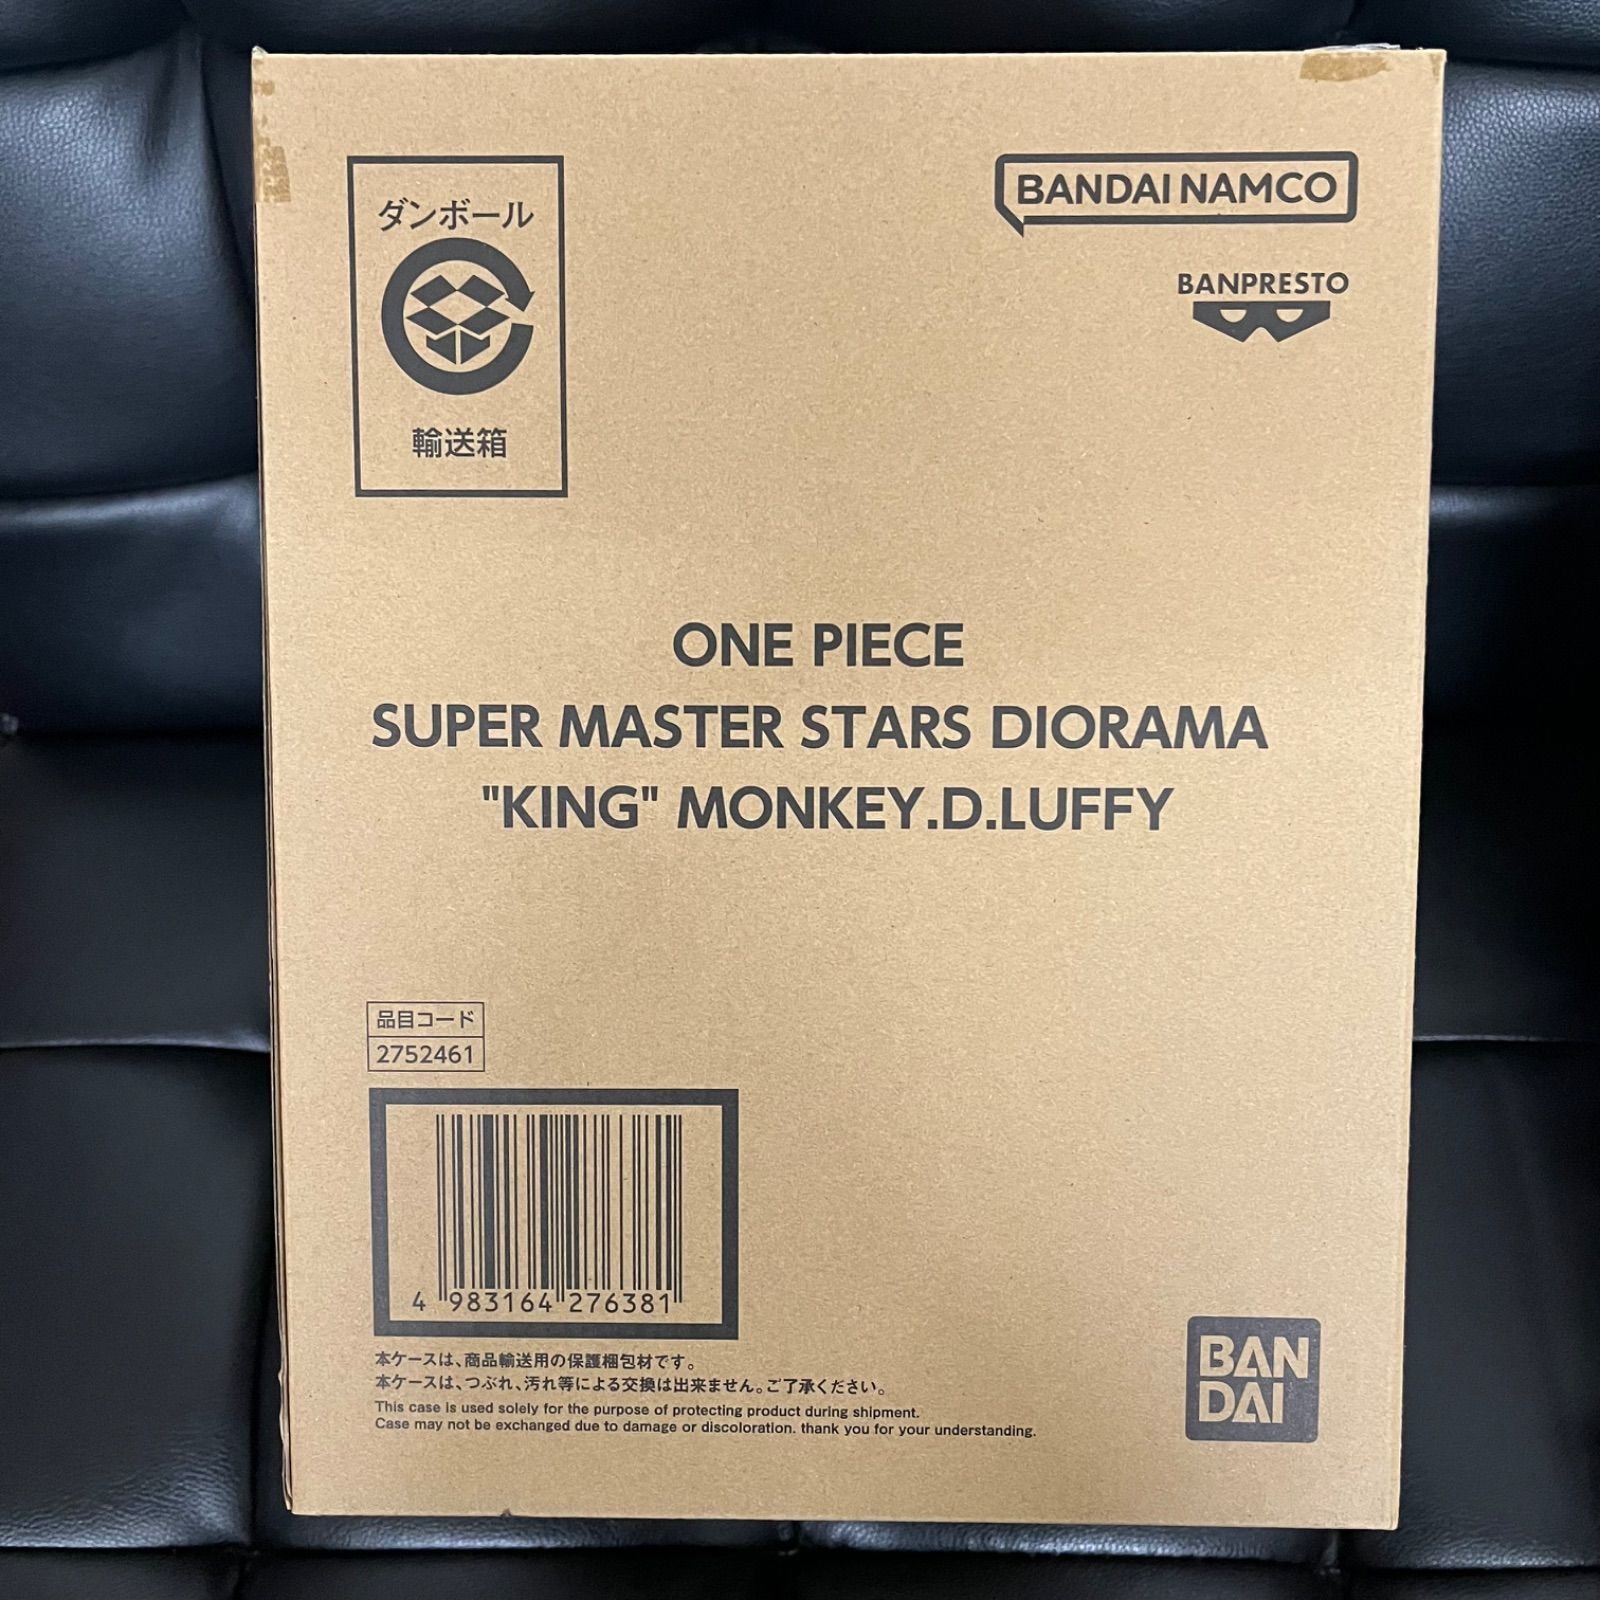 ダンボール
輸送箱
BANDAI NAMCO
BANPRESTO
ONE PIECE
SUPER MASTER STARS DIORAMA
"KING" MONKEY.D.LUFFY
品目コード
2752461
4 983164 276381
本ケースは、商品輸送用の保護梱包材です。
本ケースは、つぶれ、汚れ等による交換は出来ません。ご了承ください。
This case is used solely for the purpose of protecting product during shipment.
Case may not be exchanged due to damage or discoloration. thank you for your understanding.
BAN
DAI